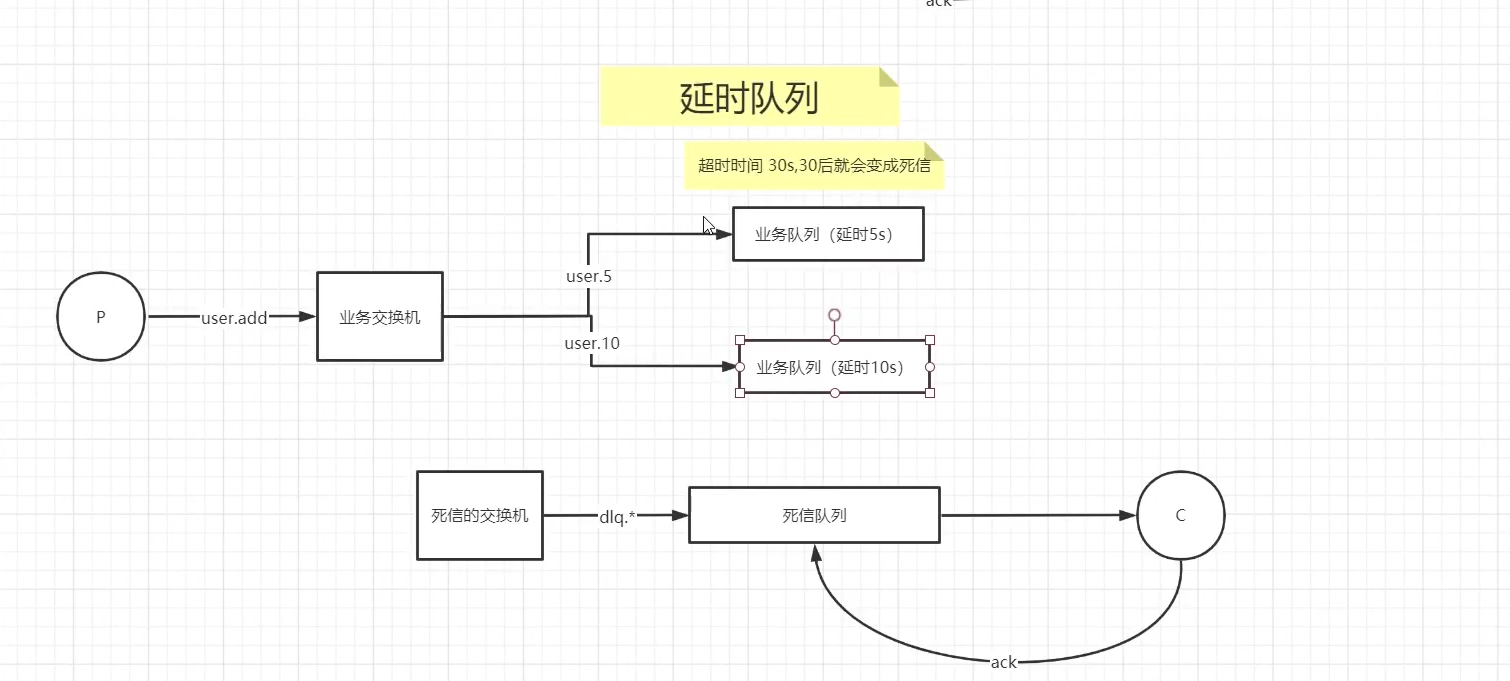 ack
延时队列
超时时间 30s,30后就会变成死信
业务队列（延时5s）
user.5
P
user.add
业务交换机
user.10
业务队列（延时10s）
死信的交换机
dlq.*
死信队列
C
ack